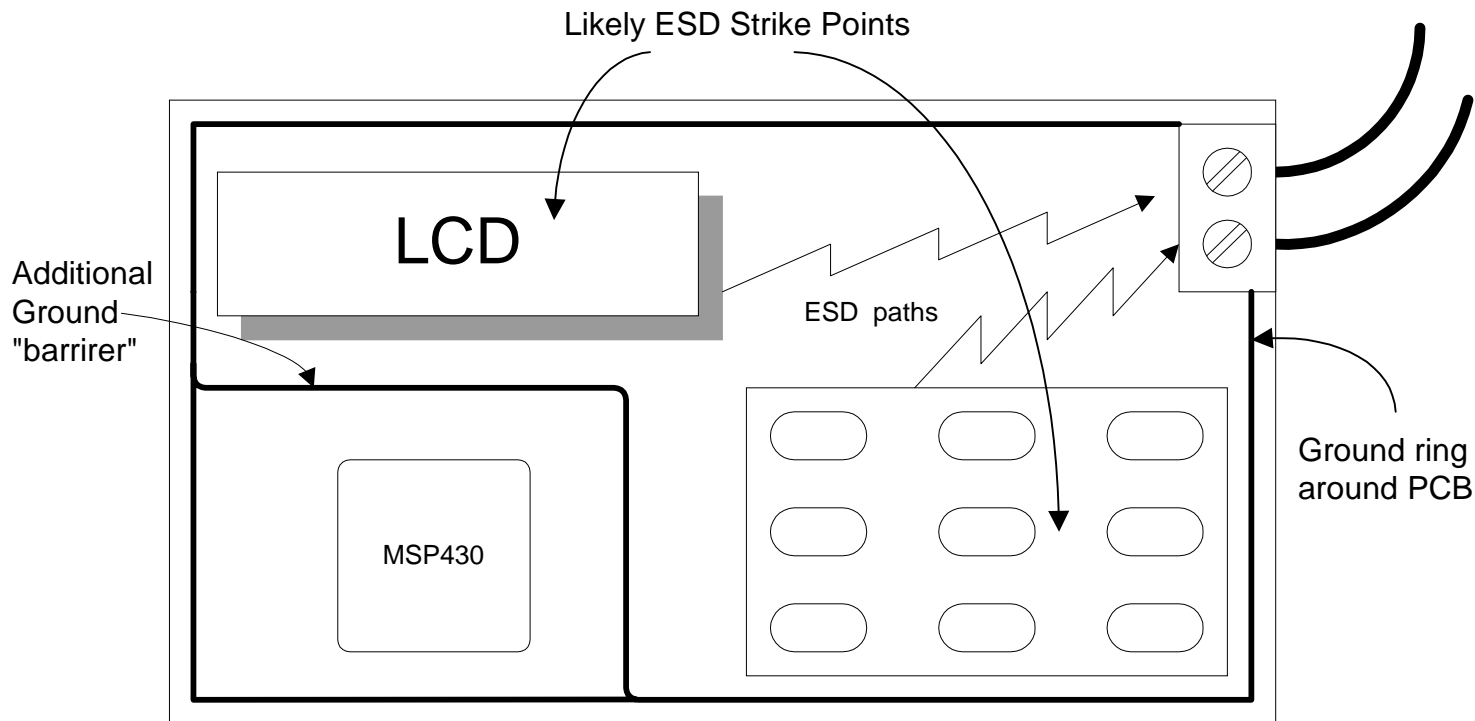 Likely ESD Strike Points
LCD
Additional
Ground
"barrirer"
ESD paths
MSP430
Ground ring
around PCB